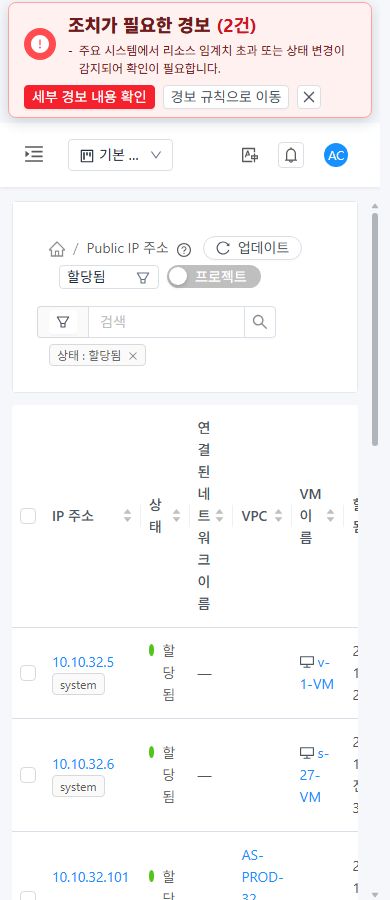 조치가 필요한 경보 (2건)
- 주요 시스템에서 리소스 임계치 초과 또는 상태 변경이
감지되어 확인이 필요합니다.
세부 경보 내용 확인 경보 규칙으로 이동
기본 ... AC
/ Public IP 주소 업데이트
할당됨 프로젝트
검색
상태 : 할당됨
IP 주소 상태 연결된 네트워크 이름 VPC VM 이름
10.10.32.5 system 할당됨 — v-1-VM
10.10.32.6 system 할당됨 — s-27-VM
10.10.32.101 할당 AS-PROD-